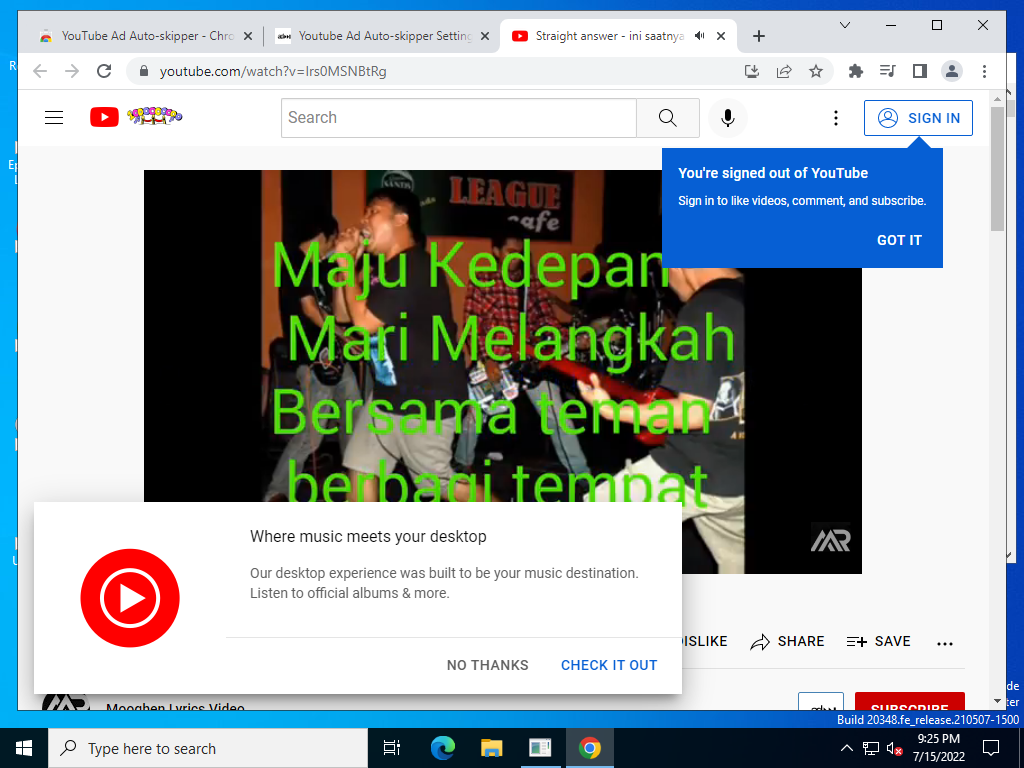 YouTube Ad Auto-skipper - Chro
Youtube Ad Auto-skipper Setting
Straight answer - ini saatnya
youtube.com/watch?v=Irs0MSNBtRg
Search
SIGN IN
You're signed out of YouTube
Sign in to like videos, comment, and subscribe.
GOT IT
LEAGUE
cafe
Maju Kedepan
Mari Melangkah
Bersama teman
berbagi tempat
MR
Where music meets your desktop
Our desktop experience was built to be your music destination.
Listen to official albums & more.
NO THANKS
CHECK IT OUT
DISLIKE
SHARE
SAVE
Mooghen Lyrics Video
SUBSCRIBE
Build 20348.fe_release.210507-1500
Type here to search
9:25 PM
7/15/2022